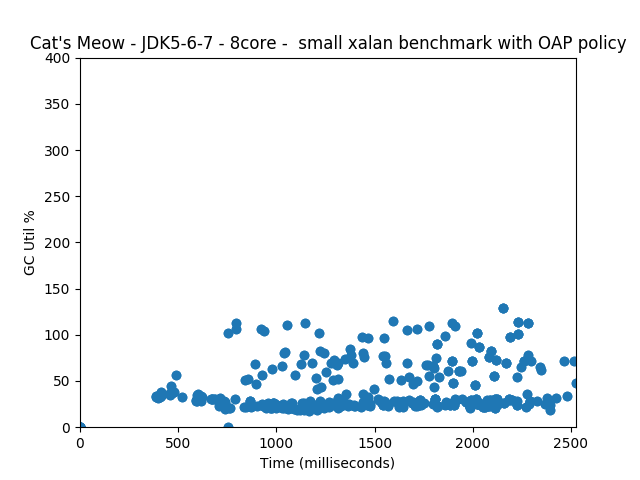 Cat's Meow - JDK5-6-7 - 8core -  small xalan benchmark with OAP policy
400
350
300
250
200
150
100
50
0
GC Util %
0 500 1000 1500 2000 2500
Time (milliseconds)